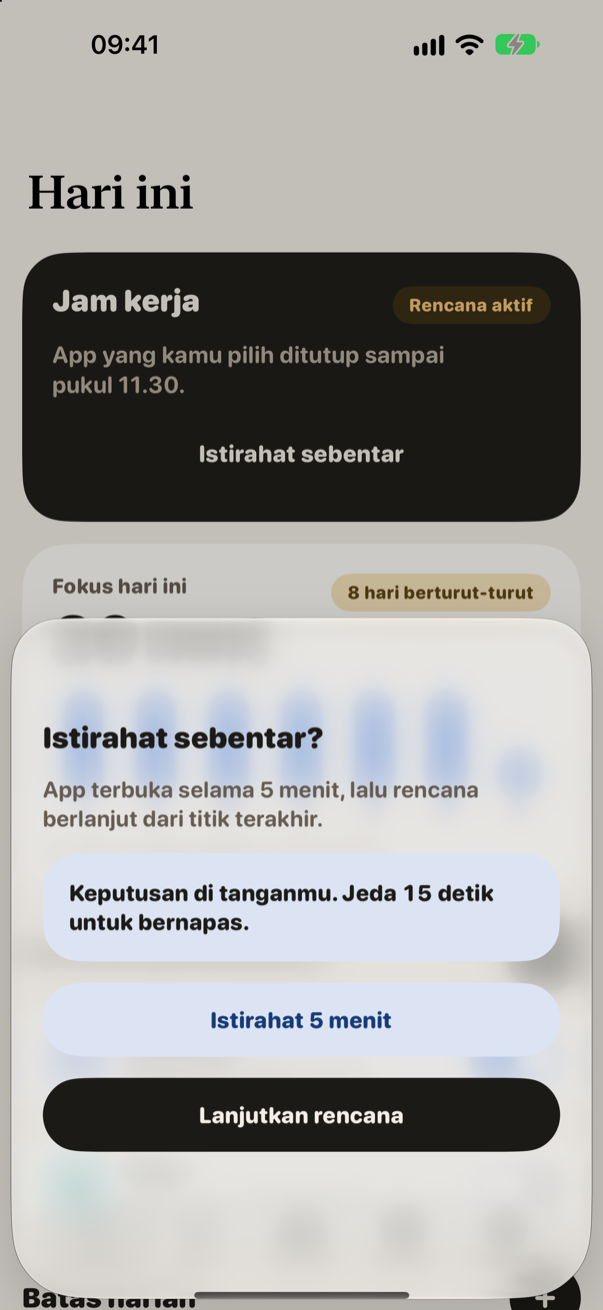 09:41
Hari ini
Jam kerja
Rencana aktif
App yang kamu pilih ditutup sampai
pukul 11.30.
Istirahat sebentar
Fokus hari ini
8 hari berturut-turut
Istirahat sebentar?
App terbuka selama 5 menit, lalu rencana
berlanjut dari titik terakhir.
Keputusan di tanganmu. Jeda 15 detik
untuk bernapas.
Istirahat 5 menit
Lanjutkan rencana
Batas harian
+